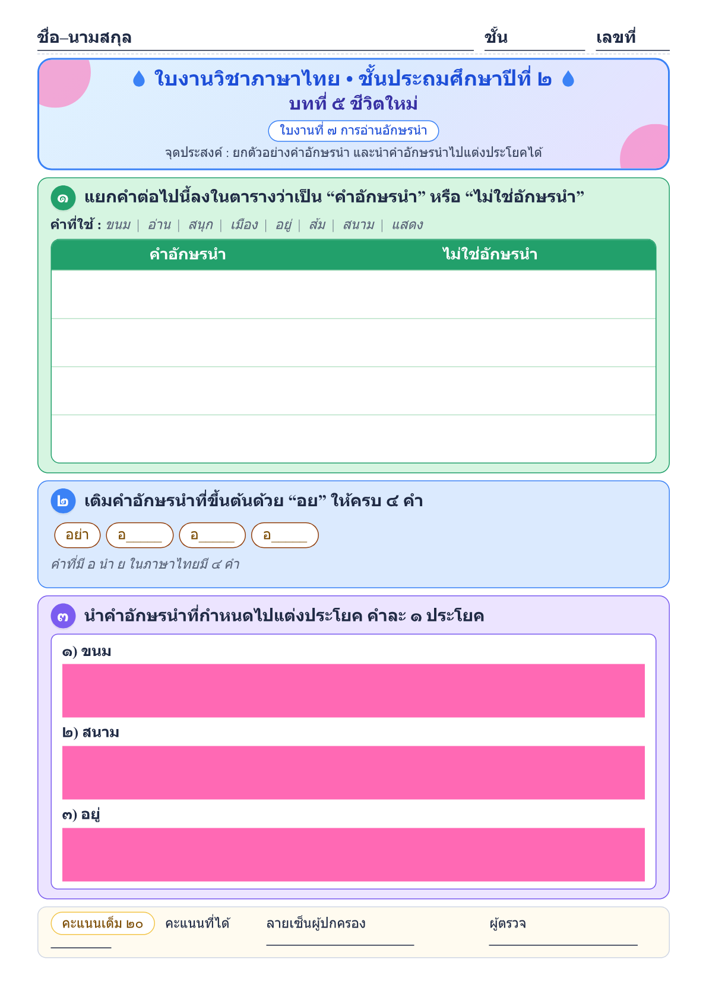 ชื่อ–นามสกุล ชั้น เลขที่
ใบงานวิชาภาษาไทย • ชั้นประถมศึกษาปีที่ ๒
บทที่ ๕ ชีวิตใหม่
ใบงานที่ ๗ การอ่านอักษรนำ
จุดประสงค์ : ยกตัวอย่างคำอักษรนำ และนำคำอักษรนำไปแต่งประโยคได้
๑ แยกคำต่อไปนี้ลงในตารางว่าเป็น “คำอักษรนำ” หรือ “ไม่ใช่อักษรนำ”
คำที่ใช้ : ขนม | อ่าน | สนุก | เมือง | อยู่ | ส้ม | สนาม | แสดง
คำอักษรนำ ไม่ใช่อักษรนำ
๒ เติมคำอักษรนำที่ขึ้นต้นด้วย “อย” ให้ครบ ๔ คำ
อย่า อ_____ อ_____ อ_____
คำที่มี อ นำ ย ในภาษาไทยมี ๔ คำ
๓ นำคำอักษรนำที่กำหนดไปแต่งประโยค คำละ ๑ ประโยค
๑) ขนม
๒) สนาม
๓) อยู่
คะแนนเต็ม ๒๐ คะแนนที่ได้ ลายเซ็นผู้ปกครอง ผู้ตรวจ